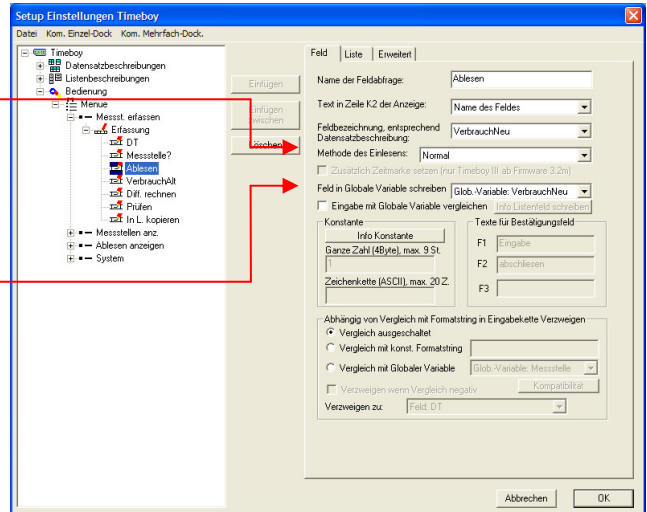 Setup Einstellungen Timeboy
Datei Kom. Einzel-Dock Kom. Mehrfach-Dock.
Timeboy
Datensatzbeschreibungen
Listenbeschreibungen
Bedienung
Menue
Messst. erfassen
Erfassung
DT
Messstelle?
Ablesen
VerbrauchAlt
Diff. rechnen
Prüfen
In L. kopieren
Messstellen anz.
Ablesen anzeigen
System
Einfügen
Einfügen
zwischen
Löschen
Feld Liste Erweitert
Name der Feldabfrage: Ablesen
Text in Zeile K2 der Anzeige: Name des Feldes
Feldbezeichnung, entsprechend
Datensatzbeschreibung: VerbrauchNeu
Methode des Einlesens: Normal
Zusätzlich Zeitmarke setzen (nur Timeboy III ab Firmware 3.2m)
Feld in Globale Variable schreiben Glob.-Variable: VerbrauchNeu
Eingabe mit Globale Variable vergleichen Info Listenfeld schreiben
Konstante
Info Konstante
Ganze Zahl (4Byte), max. 9 St.
1
Zeichenkette (ASCII), max. 20 Z.
Texte für Bestätigungsfeld
F1 Eingabe
F2 abschliesen
F3
Abhängig von Vergleich mit Formatstring in Eingabekette Verzweigen
Vergleich ausgeschaltet
Vergleich mit konst. Formatstring
Vergleich mit Globaler Variable Glob.-Variable: Messstelle
Verzweigen wenn Vergleich negativ Kompatibilität
Verzweigen zu: Feld: DT
Abbrechen OK